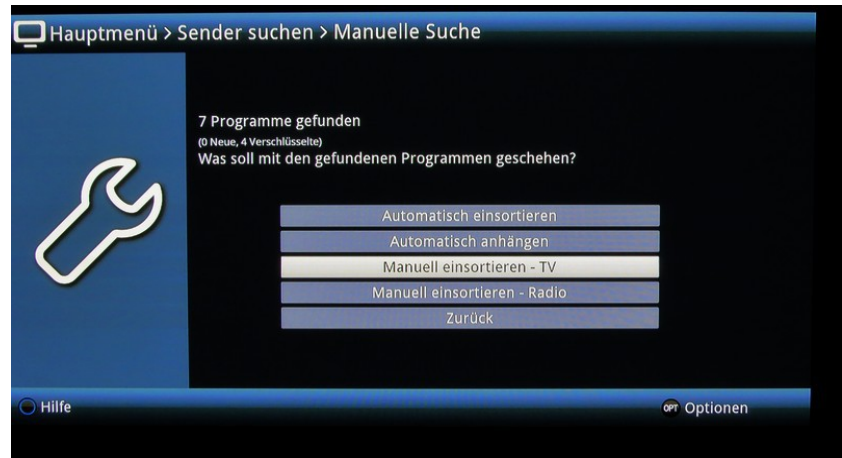 Hauptmenü > Sender suchen > Manuelle Suche
7 Programme gefunden
(0 Neue, 4 Verschlüsselte)
Was soll mit den gefundenen Programmen geschehen?
Automatisch einsortieren
Automatisch anhängen
Manuell einsortieren - TV
Manuell einsortieren - Radio
Zurück
Hilfe
OPT Optionen